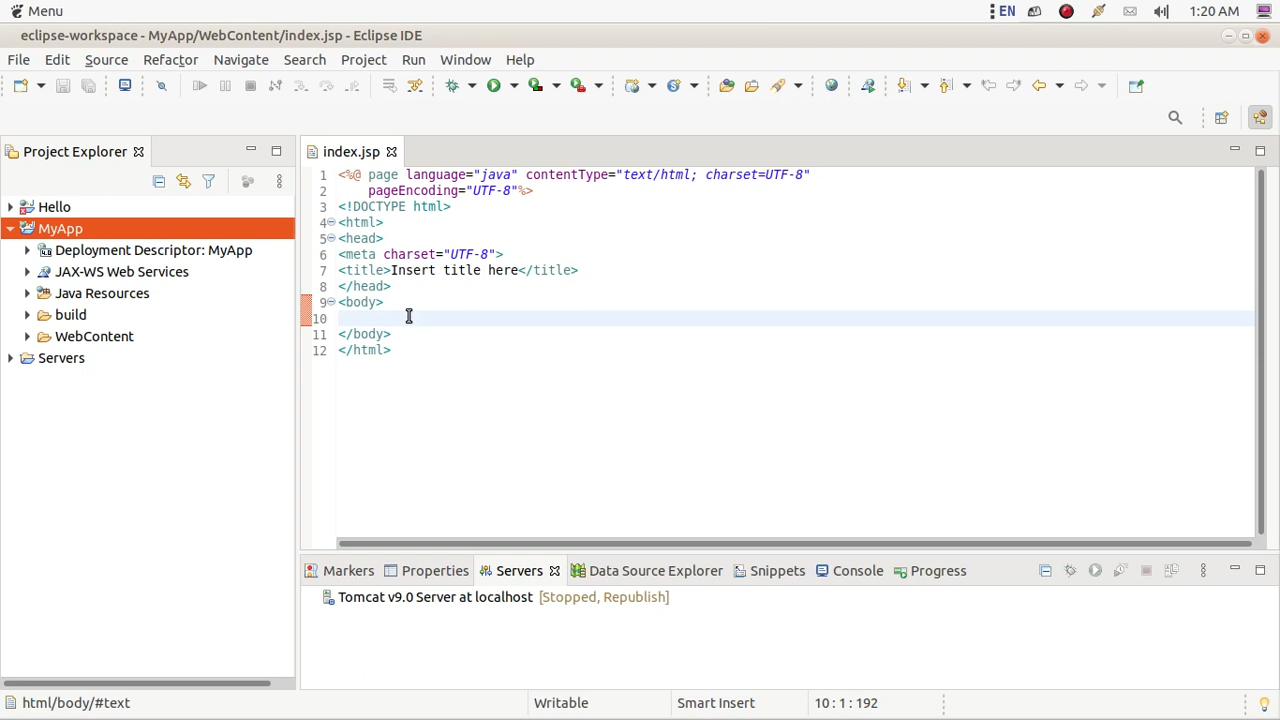 Menu EN 1:20 AM
eclipse-workspace - MyApp/WebContent/index.jsp - Eclipse IDE
File Edit Source Refactor Navigate Search Project Run Window Help
Project Explorer
index.jsp
Hello
MyApp
Deployment Descriptor: MyApp
JAX-WS Web Services
Java Resources
build
WebContent
Servers
1 <%@ page language="java" contentType="text/html; charset=UTF-8"
2 pageEncoding="UTF-8"%>
3 <!DOCTYPE html>
4 <html>
5 <head>
6 <meta charset="UTF-8">
7 <title>Insert title here</title>
8 </head>
9 <body>
10
11 </body>
12 </html>
Markers Properties Servers Data Source Explorer Snippets Console Progress
Tomcat v9.0 Server at localhost [Stopped, Republish]
html/body/#text Writable Smart Insert 10 : 1 : 192